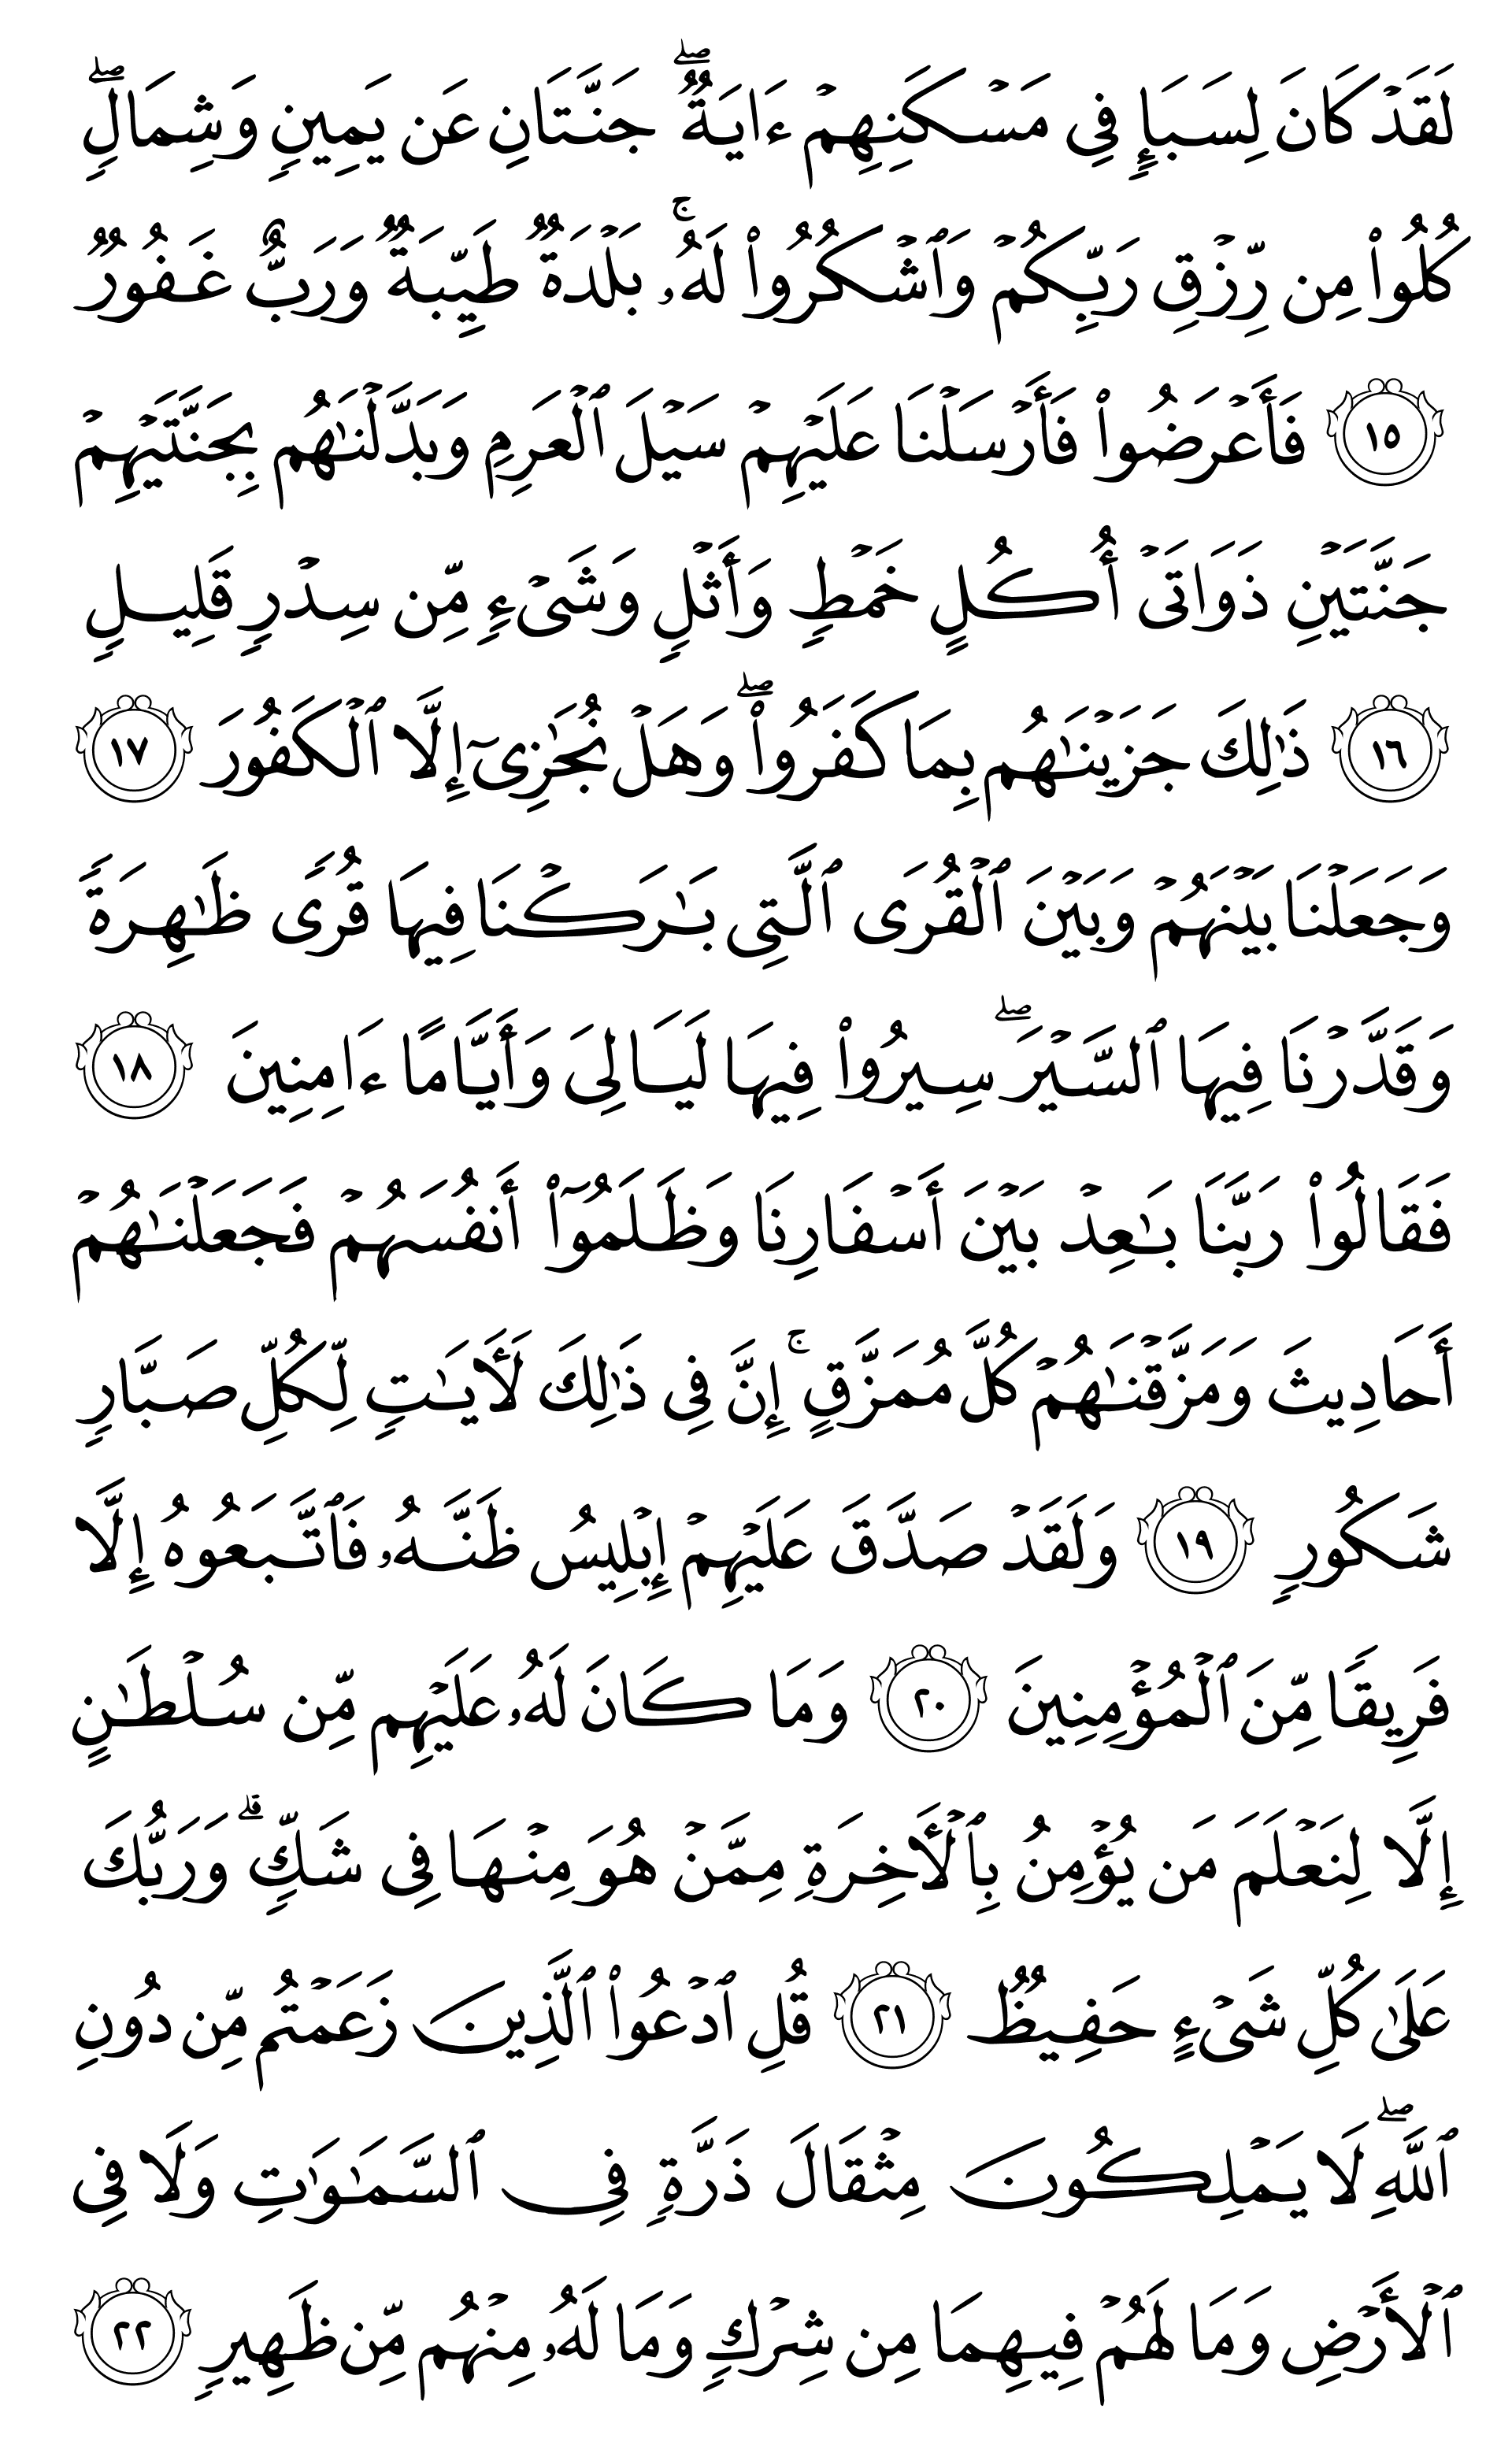 لَقَدْ كَانَ لِسَبَإٍ فِي مَسْكَنِهِمْ ءَايَةٌ ۖ جَنَّتَانِ عَن يَمِينٍ وَشِمَالٍ ۖ
كُلُوا۟ مِن رِّزْقِ رَبِّكُمْ وَٱشْكُرُوا۟ لَهُۥ ۚ بَلْدَةٌ طَيِّبَةٌ وَرَبٌّ غَفُورٌ
١٥ فَأَعْرَضُوا۟ فَأَرْسَلْنَا عَلَيْهِمْ سَيْلَ ٱلْعَرِمِ وَبَدَّلْنَـٰهُم بِجَنَّتَيْهِمْ
جَنَّتَيْنِ ذَوَاتَىْ أُكُلٍ خَمْطٍ وَأَثْلٍ وَشَىْءٍ مِّن سِدْرٍ قَلِيلٍ
١٦ ذَٰلِكَ جَزَيْنَـٰهُم بِمَا كَفَرُوا۟ ۖ وَهَلْ نُجَـٰزِىٓ إِلَّا ٱلْكَفُورَ ١٧
وَجَعَلْنَا بَيْنَهُمْ وَبَيْنَ ٱلْقُرَى ٱلَّتِى بَـٰرَكْنَا فِيهَا قُرًى ظَـٰهِرَةً
وَقَدَّرْنَا فِيهَا ٱلسَّيْرَ ۖ سِيرُوا۟ فِيهَا لَيَالِىَ وَأَيَّامًا ءَامِنِينَ ١٨
فَقَالُوا۟ رَبَّنَا بَـٰعِدْ بَيْنَ أَسْفَارِنَا وَظَلَمُوٓا۟ أَنفُسَهُمْ فَجَعَلْنَـٰهُمْ
أَحَادِيثَ وَمَزَّقْنَـٰهُمْ كُلَّ مُمَزَّقٍ ۚ إِنَّ فِى ذَٰلِكَ لَـَٔايَـٰتٍ لِّكُلِّ صَبَّارٍ
شَكُورٍ ١٩ وَلَقَدْ صَدَّقَ عَلَيْهِمْ إِبْلِيسُ ظَنَّهُۥ فَٱتَّبَعُوهُ إِلَّا
فَرِيقًا مِّنَ ٱلْمُؤْمِنِينَ ٢٠ وَمَا كَانَ لَهُۥ عَلَيْهِم مِّن سُلْطَـٰنٍ
إِلَّا لِنَعْلَمَ مَن يُؤْمِنُ بِٱلْـَٔاخِرَةِ مِمَّنْ هُوَ مِنْهَا فِى شَكٍّ ۗ وَرَبُّكَ
عَلَىٰ كُلِّ شَىْءٍ حَفِيظٌ ٢١ قُلِ ٱدْعُوا۟ ٱلَّذِينَ زَعَمْتُم مِّن دُونِ
ٱللَّهِ ۖ لَا يَمْلِكُونَ مِثْقَالَ ذَرَّةٍ فِى ٱلسَّمَـٰوَٰتِ وَلَا فِى
ٱلْأَرْضِ وَمَا لَهُمْ فِيهِمَا مِن شِرْكٍ وَمَا لَهُۥ مِنْهُم مِّن ظَهِيرٍ ٢٢